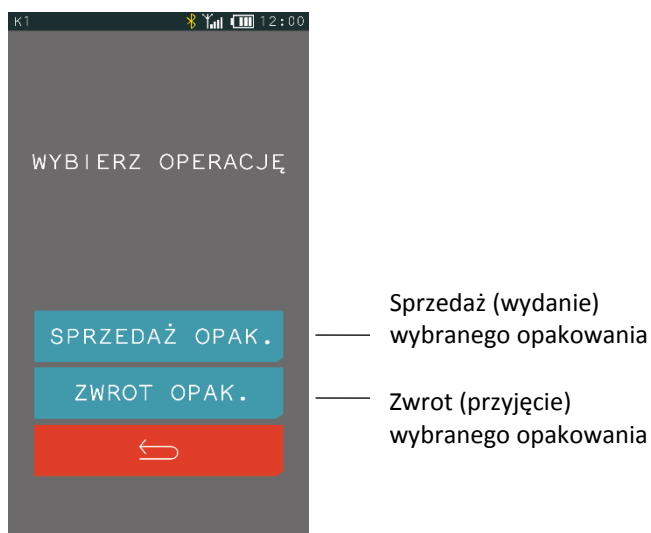 K1 12:00
WYBIERZ OPERACJĘ
SPRZEDAŻ OPAK.
Sprzedaż (wydanie)
wybranego opakowania
ZWROT OPAK.
Zwrot (przyjęcie)
wybranego opakowania